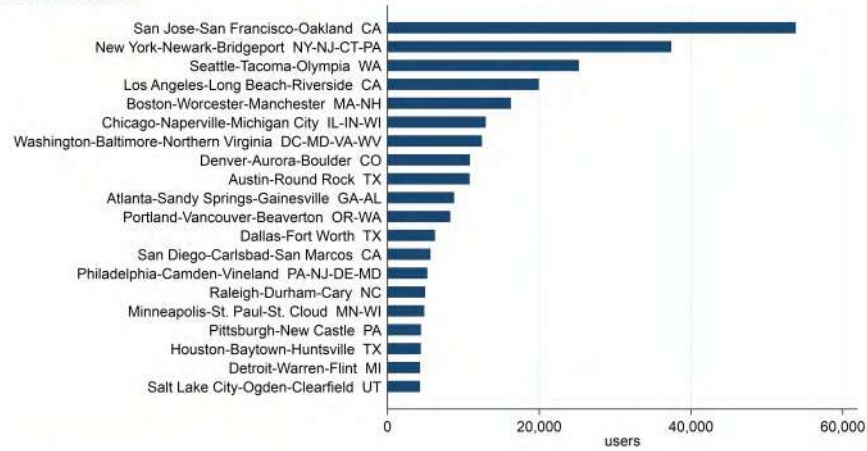 San Jose-San Francisco-Oakland CA
New York-Newark-Bridgeport NY-NJ-CT-PA
Seattle-Tacoma-Olympia WA
Los Angeles-Long Beach-Riverside CA
Boston-Worcester-Manchester MA-NH
Chicago-Naperville-Michigan City IL-IN-WI
Washington-Baltimore-Northern Virginia DC-MD-VA-WV
Denver-Aurora-Boulder CO
Austin-Round Rock TX
Atlanta-Sandy Springs-Gainesville GA-AL
Portland-Vancouver-Beaverton OR-WA
Dallas-Fort Worth TX
San Diego-Carlsbad-San Marcos CA
Philadelphia-Camden-Vineland PA-NJ-DE-MD
Raleigh-Durham-Cary NC
Minneapolis-St. Paul-St. Cloud MN-WI
Pittsburgh-New Castle PA
Houston-Baytown-Huntsville TX
Detroit-Warren-Flint MI
Salt Lake City-Ogden-Clearfield UT
0 20,000 40,000 60,000
users